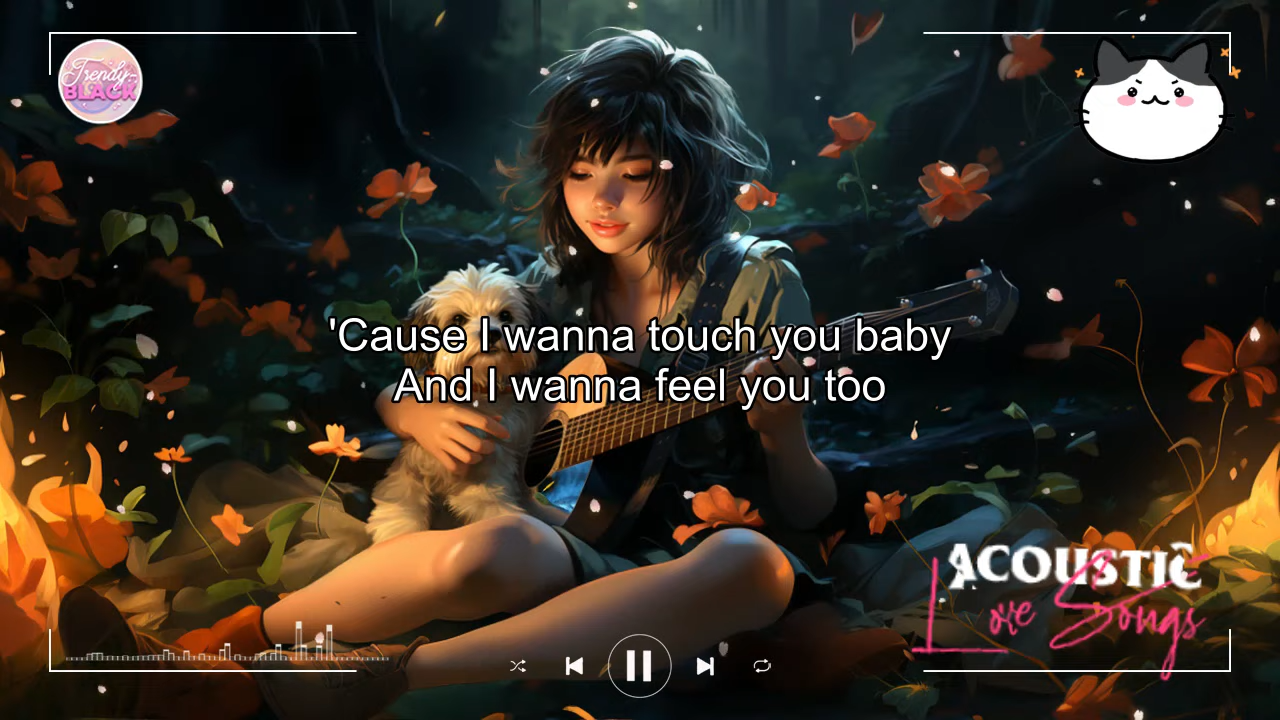 Trendy
BLACK
'Cause I wanna touch you baby
And I wanna feel you too
ACOUSTIC
Love Songs